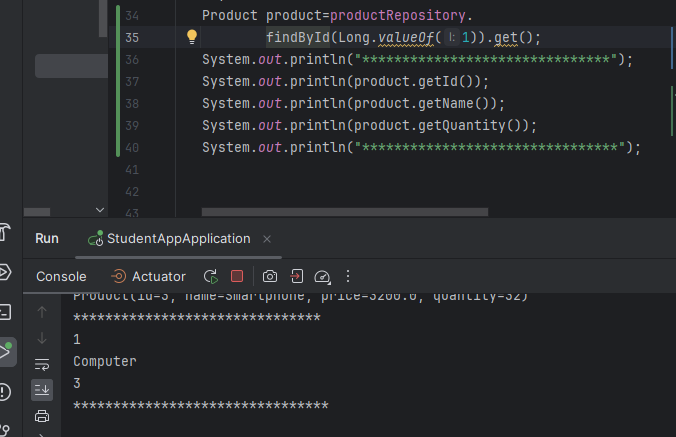 34 Product product=productRepository.
35 findById(Long.valueOf( l: 1)).get();
36 System.out.println("*******************************");
37 System.out.println(product.getId());
38 System.out.println(product.getName());
39 System.out.println(product.getQuantity());
40 System.out.println("********************************");
41
42
43
Run StudentAppApplication ×
Console Actuator
Product(id=3, name=Smartphone, price=3200.0, quantity=32)
*******************************
1
Computer
3
********************************